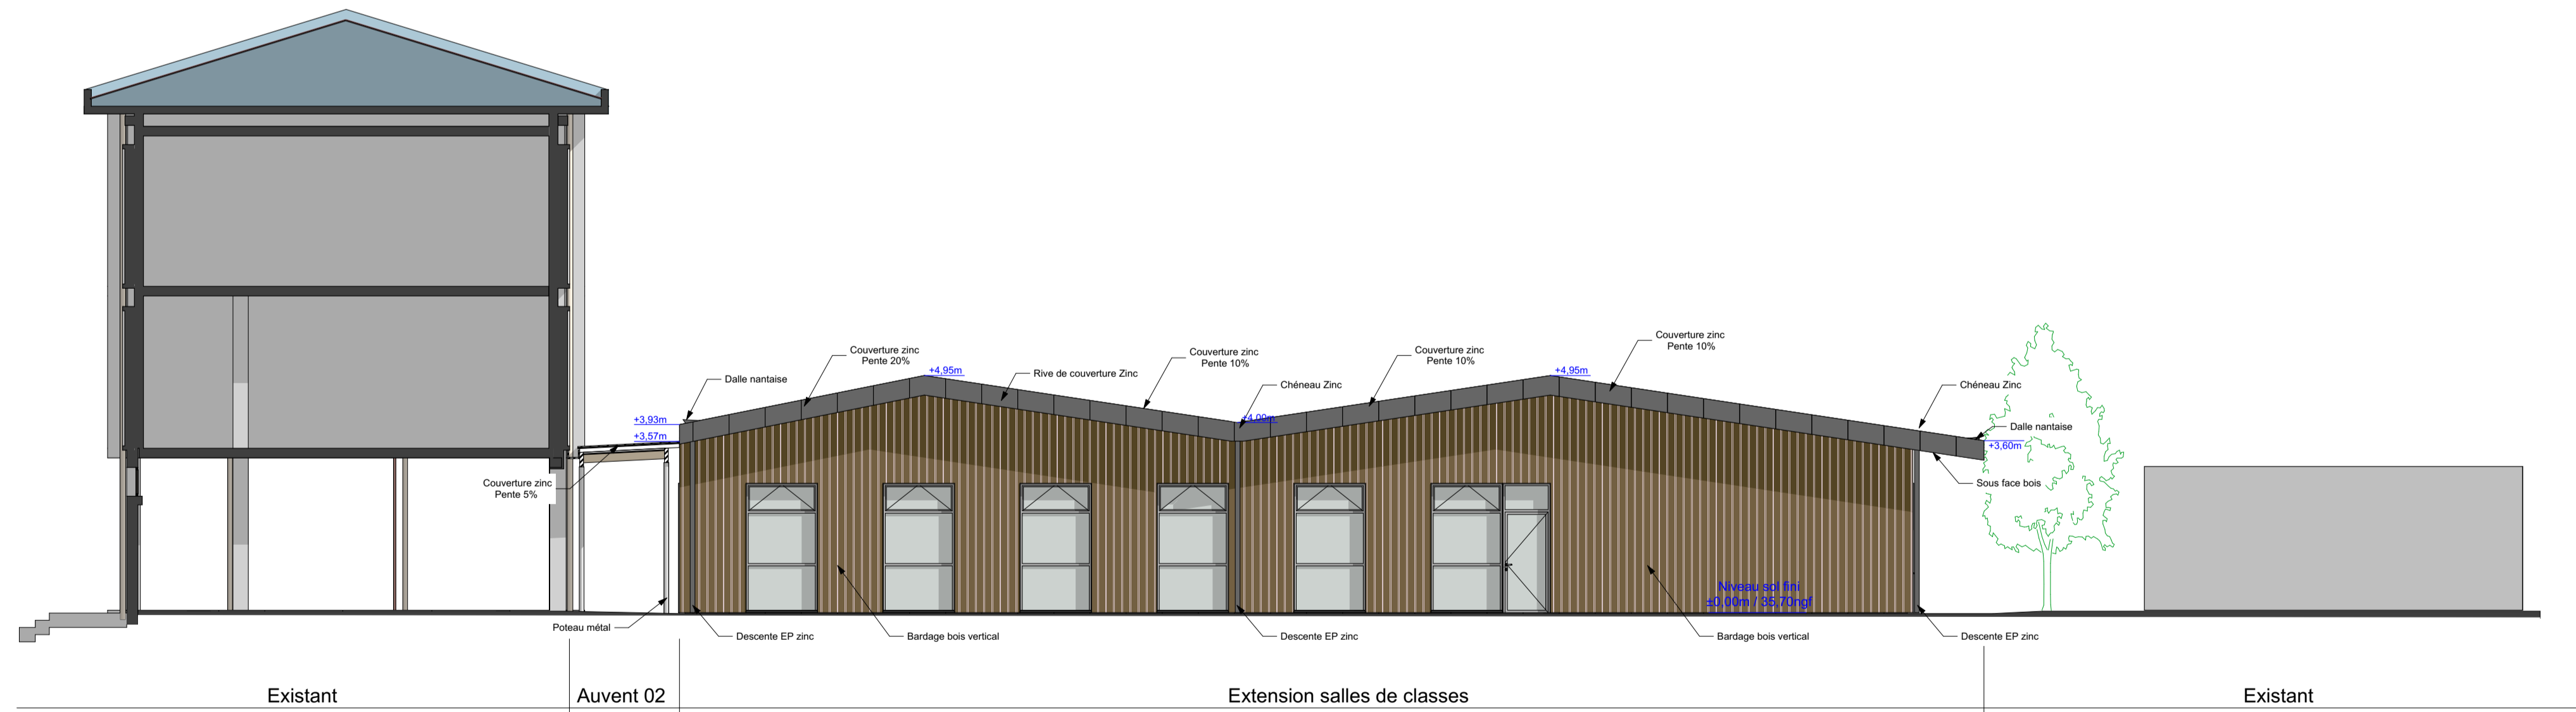 Couverture zinc
Pente 20%
+4,95m
Rive de couverture Zinc
Couverture zinc
Pente 10%
Couverture zinc
Pente 10%
+4,95m
Couverture zinc
Pente 10%
Dalle nantaise
Chéneau Zinc
Chéneau Zinc
+3,93m
+4,00m
Dalle nantaise
+3,57m
+3,60m
Couverture zinc
Pente 5%
Sous face bois
Niveau sol fini
±0,00m / 35,70ngf
Poteau métal
Descente EP zinc
Bardage bois vertical
Descente EP zinc
Bardage bois vertical
Descente EP zinc
Existant
Auvent 02
Extension salles de classes
Existant